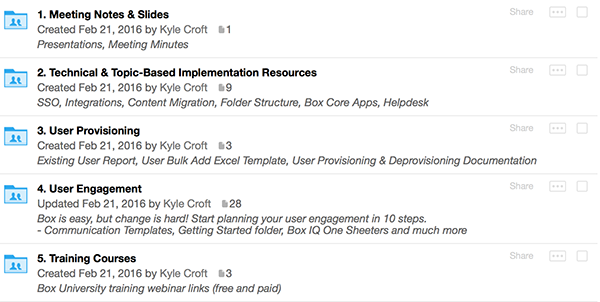 1. Meeting Notes & Slides
Share
Created Feb 21, 2016 by Kyle Croft 1
Presentations, Meeting Minutes
2. Technical & Topic-Based Implementation Resources
Share
Created Feb 21, 2016 by Kyle Croft 9
SSO, Integrations, Content Migration, Folder Structure, Box Core Apps, Helpdesk
3. User Provisioning
Share
Created Feb 21, 2016 by Kyle Croft 3
Existing User Report, User Bulk Add Excel Template, User Provisioning & Deprovisioning Documentation
4. User Engagement
Share
Updated Feb 21, 2016 by Kyle Croft 28
Box is easy, but change is hard! Start planning your user engagement in 10 steps.
- Communication Templates, Getting Started folder, Box IQ One Sheeters and much more
5. Training Courses
Share
Created Feb 21, 2016 by Kyle Croft 3
Box University training webinar links (free and paid)